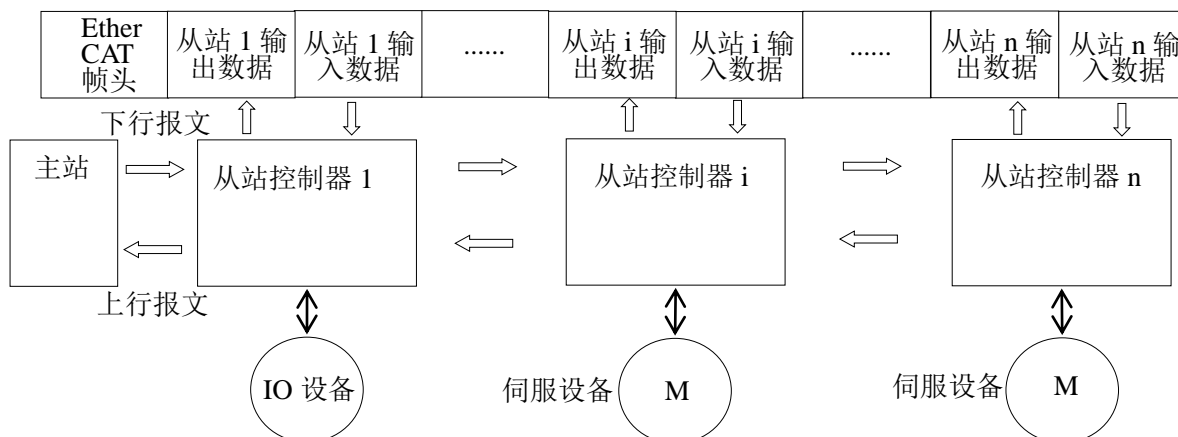 Ether
CAT
帧头
从站 1 输
出数据
从站 1 输
入数据
......
从站 i 输
出数据
从站 i 输
入数据
......
从站 n 输
出数据
从站 n 输
入数据
下行报文
主站
从站控制器 1
从站控制器 i
从站控制器 n
上行报文
IO 设备
伺服设备
M
伺服设备
M